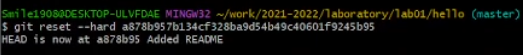 Smile1908@DESKTOP-ULVFDAE MINGW32 ~/work/2021-2022/laboratory/lab01/hello (master)
$ git reset --hard a878b957b134cf328ba9d54b49c40601f9245b95
HEAD is now at a878b95 Added README